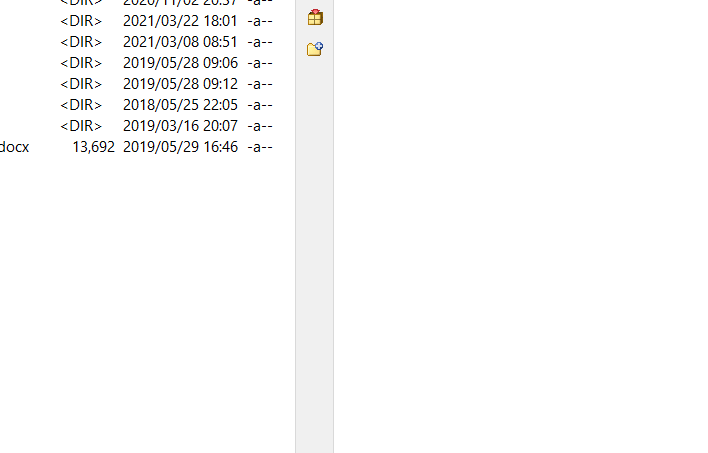 <DIR> 2020/11/02 20:37 -a--
<DIR> 2021/03/22 18:01 -a--
<DIR> 2021/03/08 08:51 -a--
<DIR> 2019/05/28 09:06 -a--
<DIR> 2019/05/28 09:12 -a--
<DIR> 2018/05/25 22:05 -a--
<DIR> 2019/03/16 20:07 -a--
docx 13,692 2019/05/29 16:46 -a--